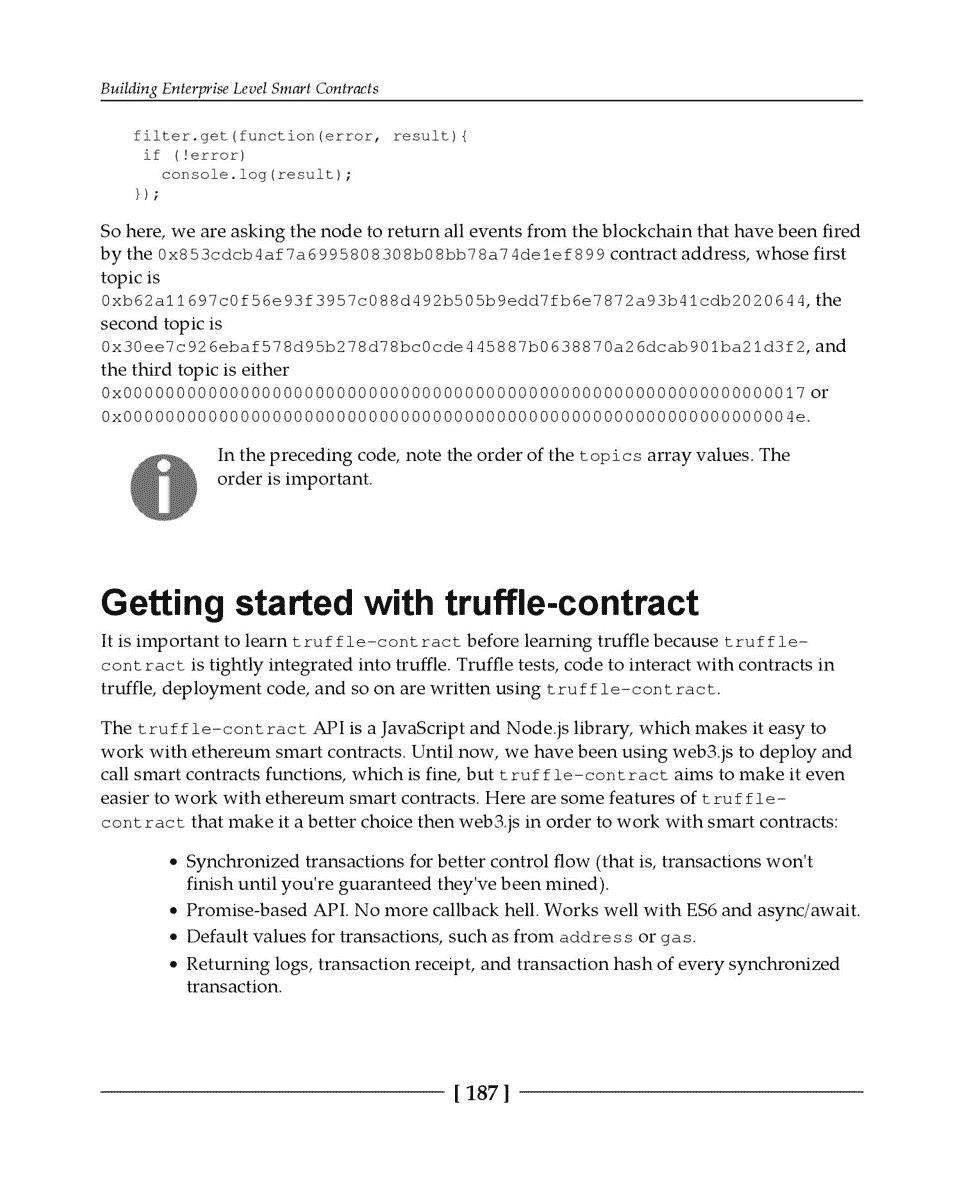 Building Enterprise Level Smart Contracts
filter.get(function(error, result){
if (!error)
console.log(result);
});
So here, we are asking the node to return all events from the blockchain that have been fired
by the 0x853cdcb4af7a6995808308b08bb78a74de1ef899 contract address, whose first
topic is
0xb62a11697c0f56e93f3957c088d492b505b9edd7fb6e7872a93b41cdb2020644, the
second topic is
0x30ee7c926ebaf578d95b278d78bc0cde445887b0638870a26dcab901ba21d3f2, and
the third topic is either
0x0000000000000000000000000000000000000000000000000000000000000017 or
0x000000000000000000000000000000000000000000000000000000000000004e.
In the preceding code, note the order of the topics array values. The
order is important.
Getting started with truffle-contract
It is important to learn truffle-contract before learning truffle because truffle-
contract is tightly integrated into truffle. Truffle tests, code to interact with contracts in
truffle, deployment code, and so on are written using truffle-contract.
The truffle-contract API is a JavaScript and Node.js library, which makes it easy to
work with ethereum smart contracts. Until now, we have been using web3.js to deploy and
call smart contracts functions, which is fine, but truffle-contract aims to make it even
easier to work with ethereum smart contracts. Here are some features of truffle-
contract that make it a better choice then web3.js in order to work with smart contracts:
• Synchronized transactions for better control flow (that is, transactions won't
finish until you're guaranteed they've been mined).
• Promise-based API. No more callback hell. Works well with ES6 and async/await.
• Default values for transactions, such as from address or gas.
• Returning logs, transaction receipt, and transaction hash of every synchronized
transaction.
[ 187 ]